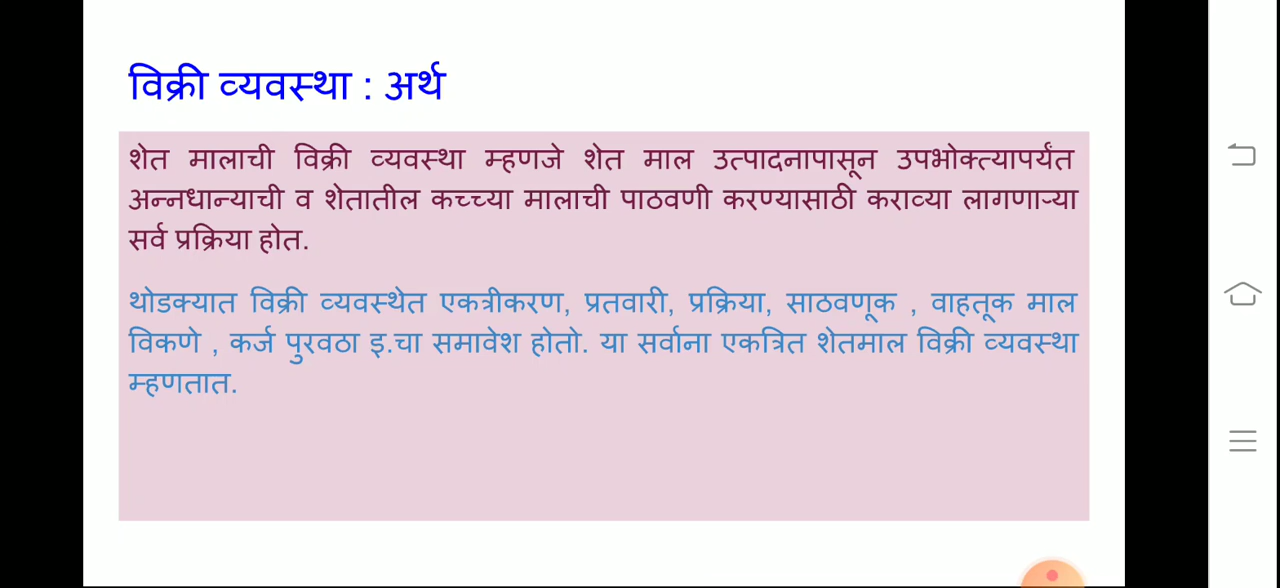 विक्री व्यवस्था : अर्थ
शेत मालाची विक्री व्यवस्था म्हणजे शेत माल उत्पादनापासून उपभोक्त्यापर्यंत
अन्नधान्याची व शेतातील कच्च्या मालाची पाठवणी करण्यासाठी कराव्या लागणाऱ्या
सर्व प्रक्रिया होत.
थोडक्यात विक्री व्यवस्थेत एकत्रीकरण, प्रतवारी, प्रक्रिया, साठवणूक , वाहतूक माल
विकणे , कर्ज पुरवठा इ.चा समावेश होतो. या सर्वाना एकत्रित शेतमाल विक्री व्यवस्था
म्हणतात.